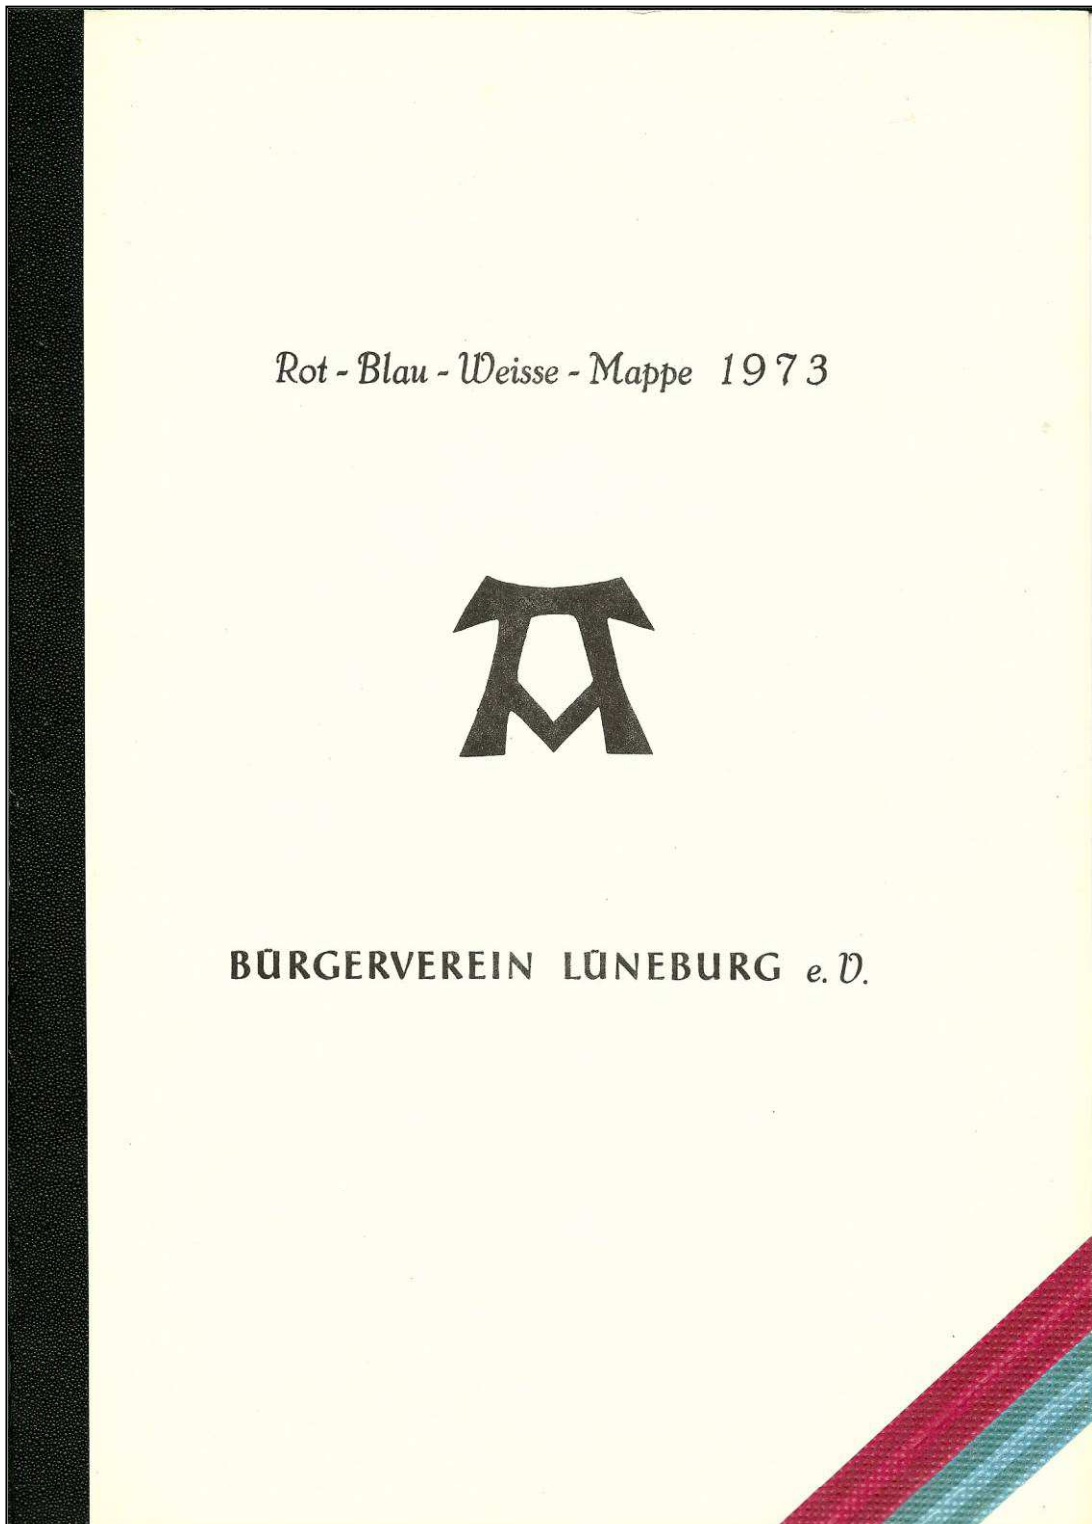 Rot - Blau - Weisse - Mappe 1973
BÜRGERVEREIN LÜNEBURG e. V.